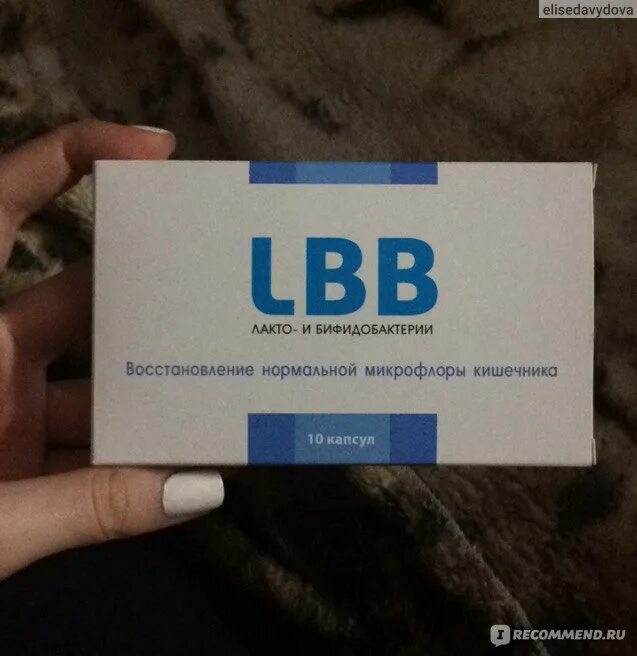 elisedavydova
LBB
ЛАКТО- И БИФИДОБАКТЕРИИ
Восстановление нормальной микрофлоры кишечника
10 капсул
I RECOMMEND.RU